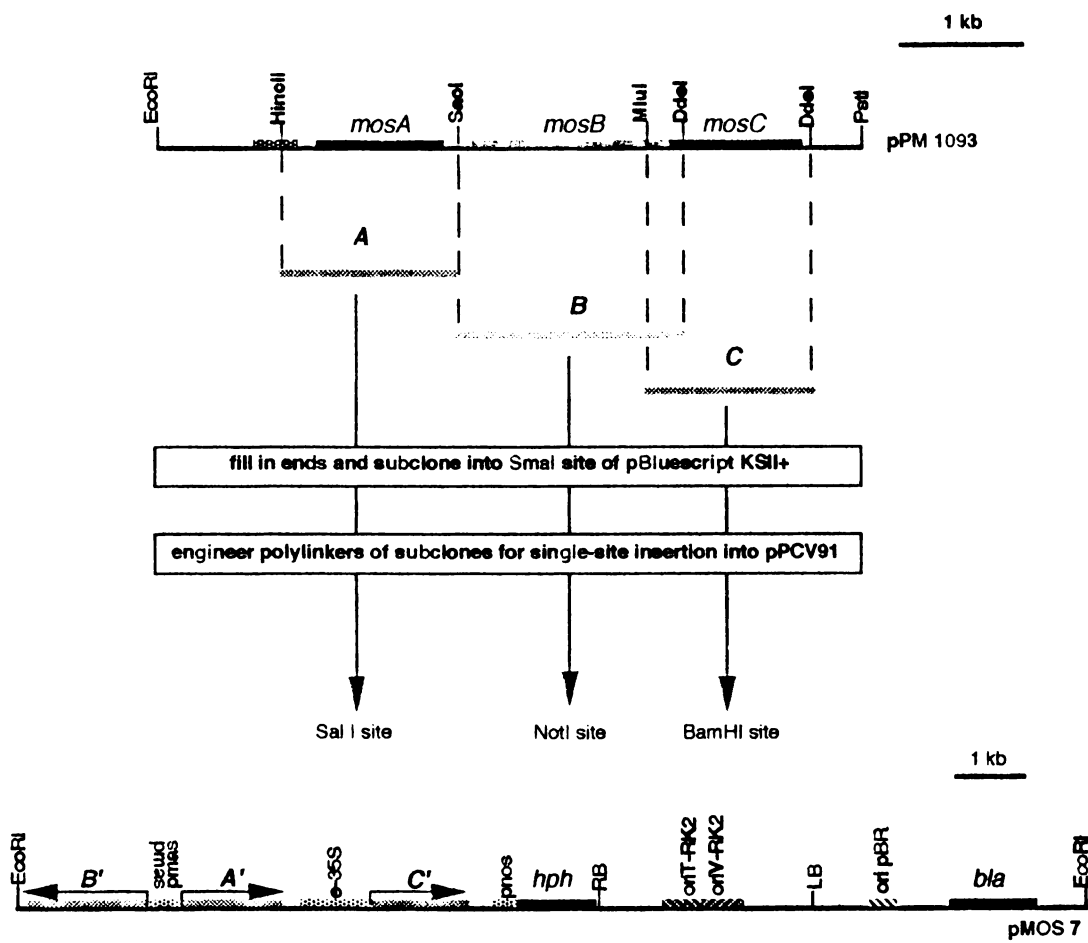 1 kb
EcoRI
HincII
SacI
MluI
DdeI
DdeI
PstI
mosA
mosB
mosC
pPM 1093
A
B
C
fill in ends and subclone into SmaI site of pBluescript KSII+
engineer polylinkers of subclones for single-site insertion into pPCV91
Sal I site
NotI site
BamHI site
1 kb
EcoRI
B'
pmas
A'
p35S
C'
pnos
hph
RB
oriT-RK2
oriV-RK2
LB
ori pBR
bla
EcoRI
pMOS 7